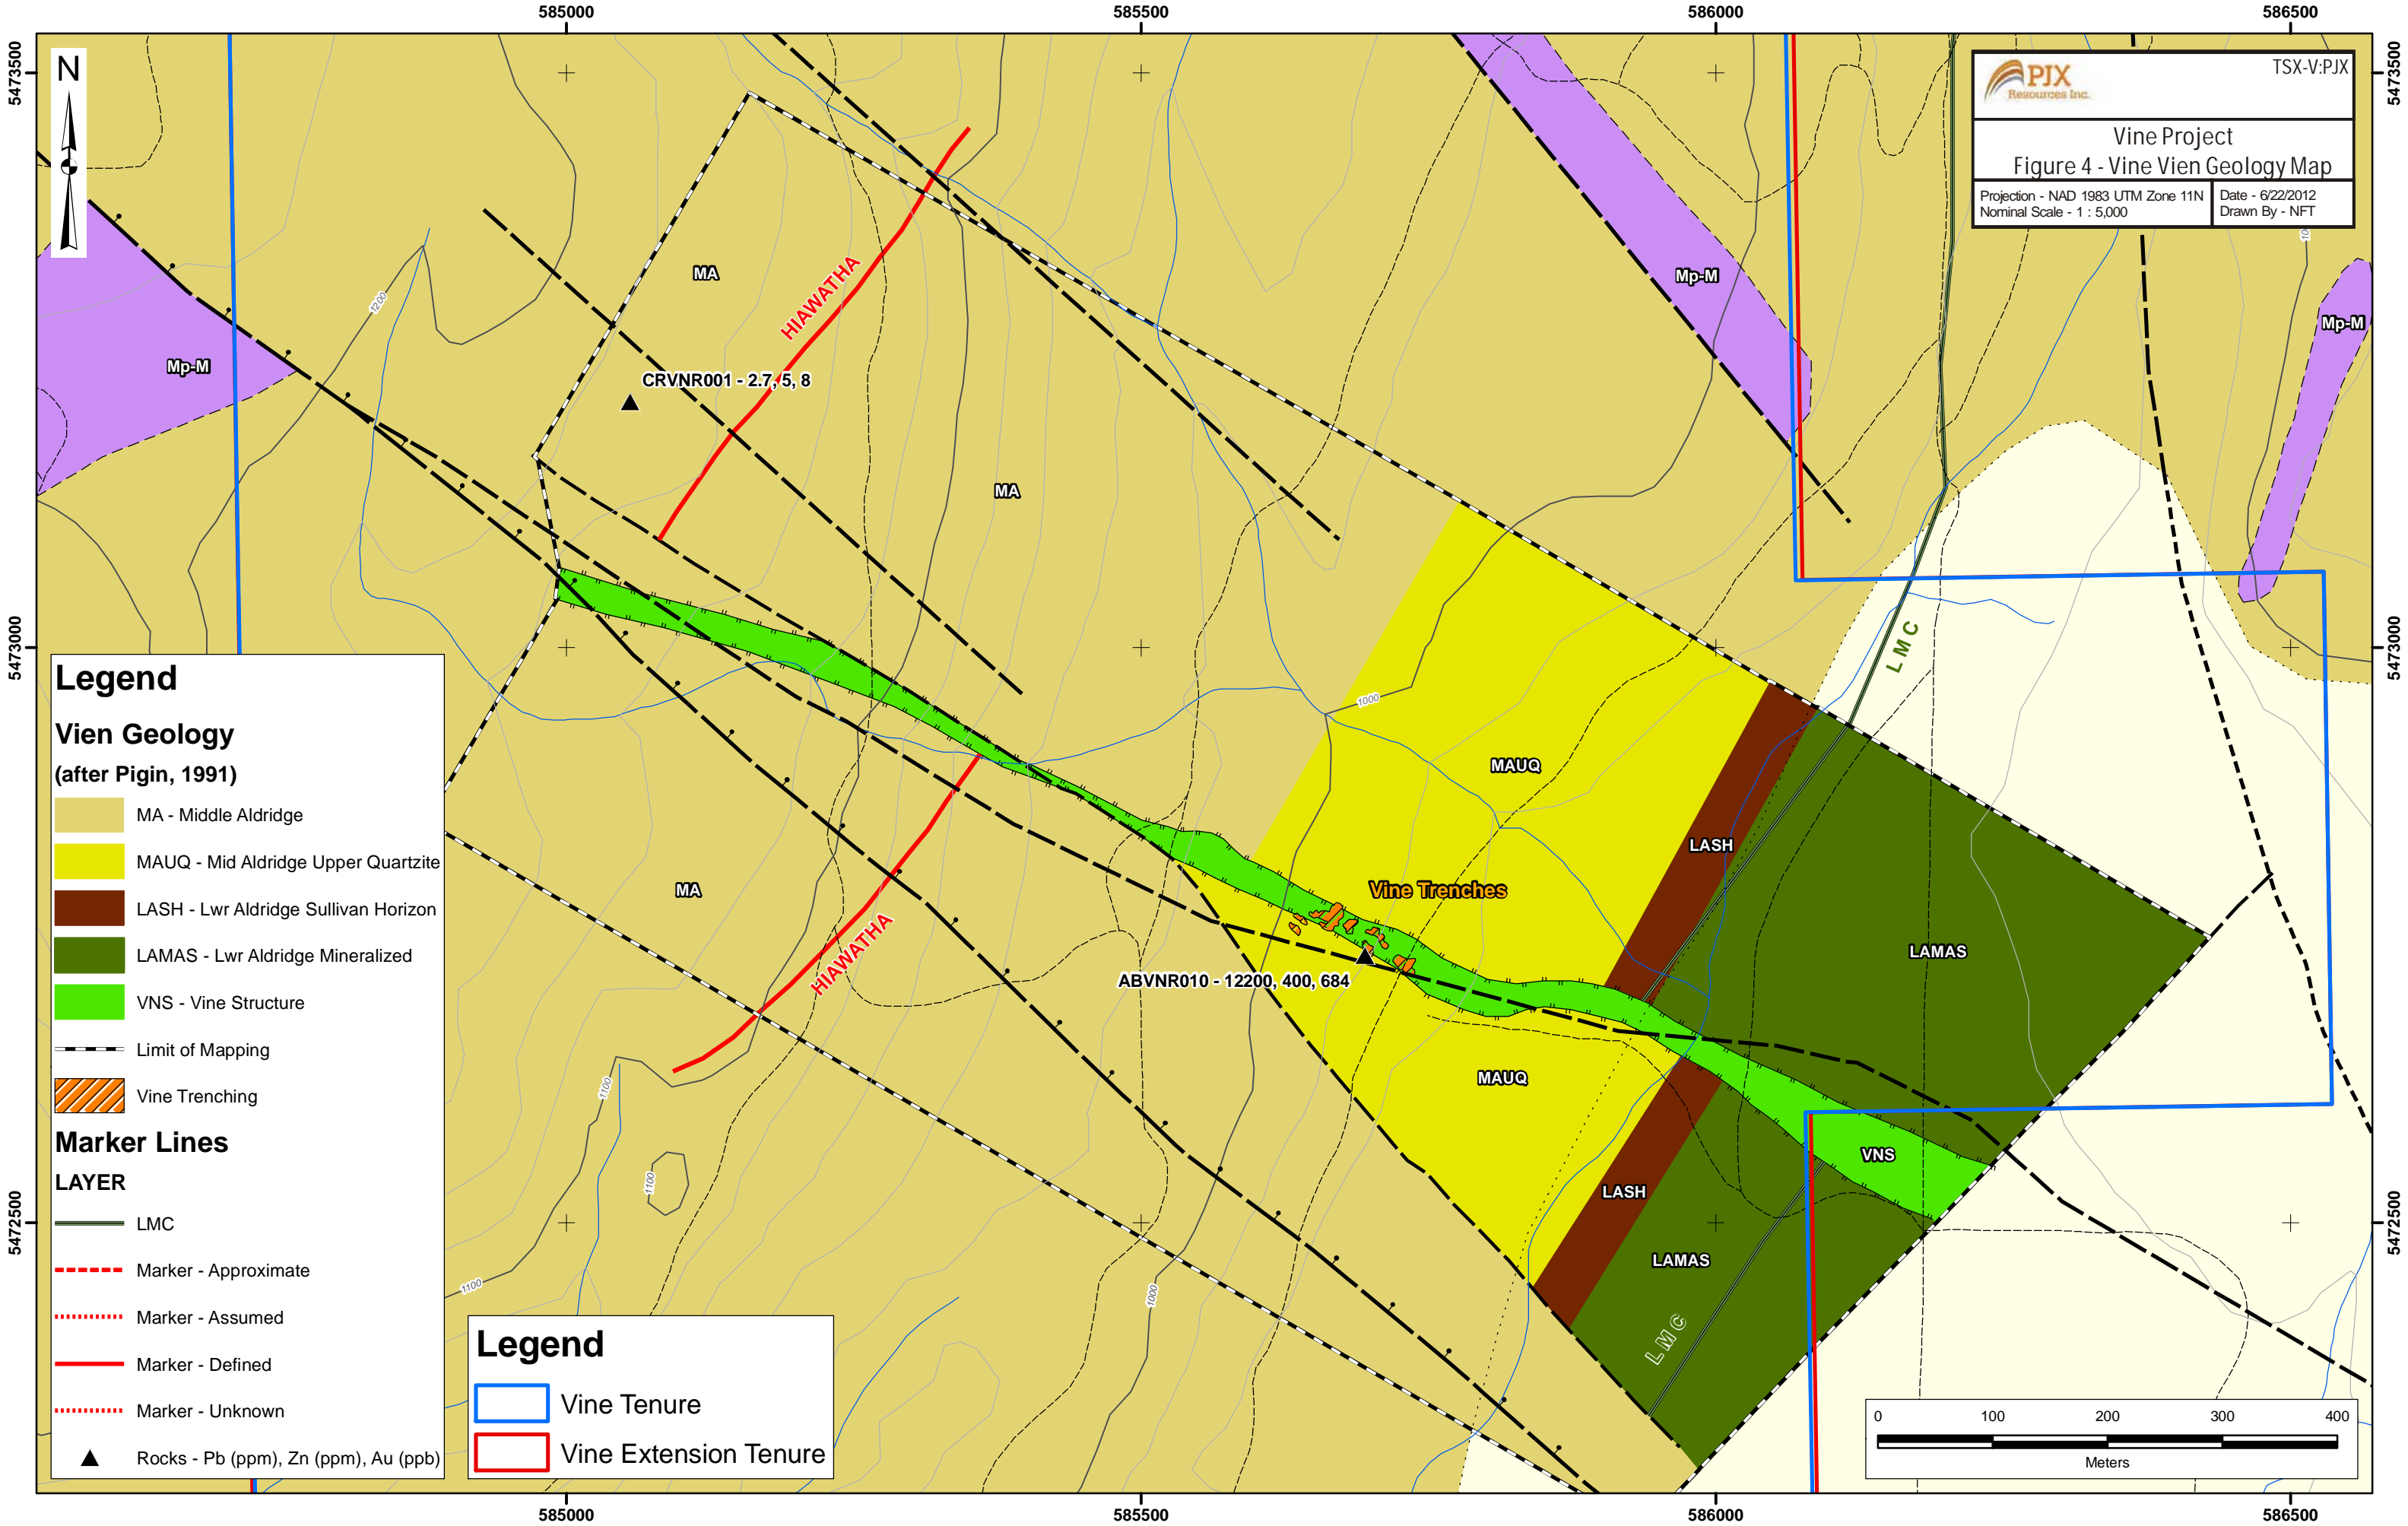 585000
585500
586000
586500
5473500
5473000
5472500
5473500
5473000
5472500
585000
585500
586000
586500
N
PJX
Resources Inc.
TSX-V:PJX
Vine Project
Figure 4 - Vine Vien Geology Map
Projection - NAD 1983 UTM Zone 11N
Nominal Scale - 1 : 5,000
Date - 6/22/2012
Drawn By - NFT
Mp-M
Mp-M
Mp-M
1200
MA
HIAWATHA
CRVNR001 - 2.7, 5, 8
MA
LMC
1000
MAUQ
LASH
MA
Vine Trenches
HIAWATHA
ABVNR010 - 12200, 400, 684
LAMAS
MAUQ
1100
1100
VNS
LASH
LAMAS
1100
1000
LMC
Legend
Vien Geology
(after Pigin, 1991)
MA - Middle Aldridge
MAUQ - Mid Aldridge Upper Quartzite
LASH - Lwr Aldridge Sullivan Horizon
LAMAS - Lwr Aldridge Mineralized
VNS - Vine Structure
Limit of Mapping
Vine Trenching
Marker Lines
LAYER
LMC
Marker - Approximate
Marker - Assumed
Marker - Defined
Marker - Unknown
Rocks - Pb (ppm), Zn (ppm), Au (ppb)
Legend
Vine Tenure
Vine Extension Tenure
0 100 200 300 400
Meters